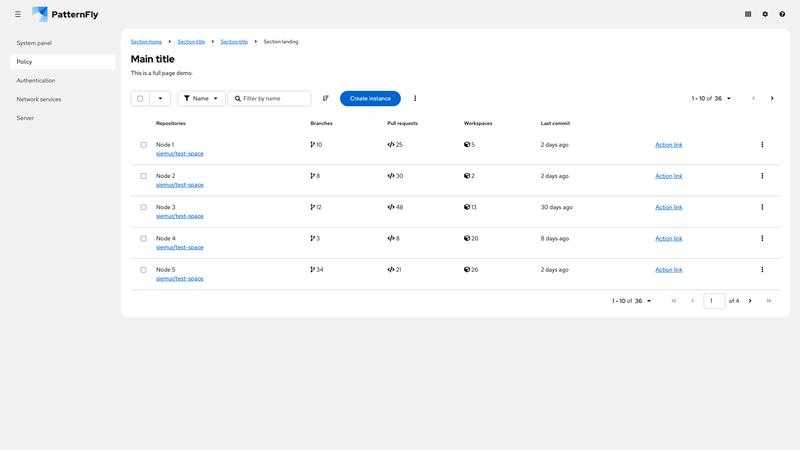 PatternFly
System panel
Policy
Authentication
Network services
Server
Section home Section title Section title Section landing
Main title
This is a full page demo.
Name Filter by name Create instance 1 - 10 of 36
Repositories Branches Pull requests Workspaces Last commit
Node 1 10 25 5 2 days ago Action link
siemur/test-space
Node 2 8 30 2 2 days ago Action link
siemur/test-space
Node 3 12 48 13 30 days ago Action link
siemur/test-space
Node 4 3 8 20 8 days ago Action link
siemur/test-space
Node 5 34 21 26 2 days ago Action link
siemur/test-space
1 - 10 of 36 1 of 4